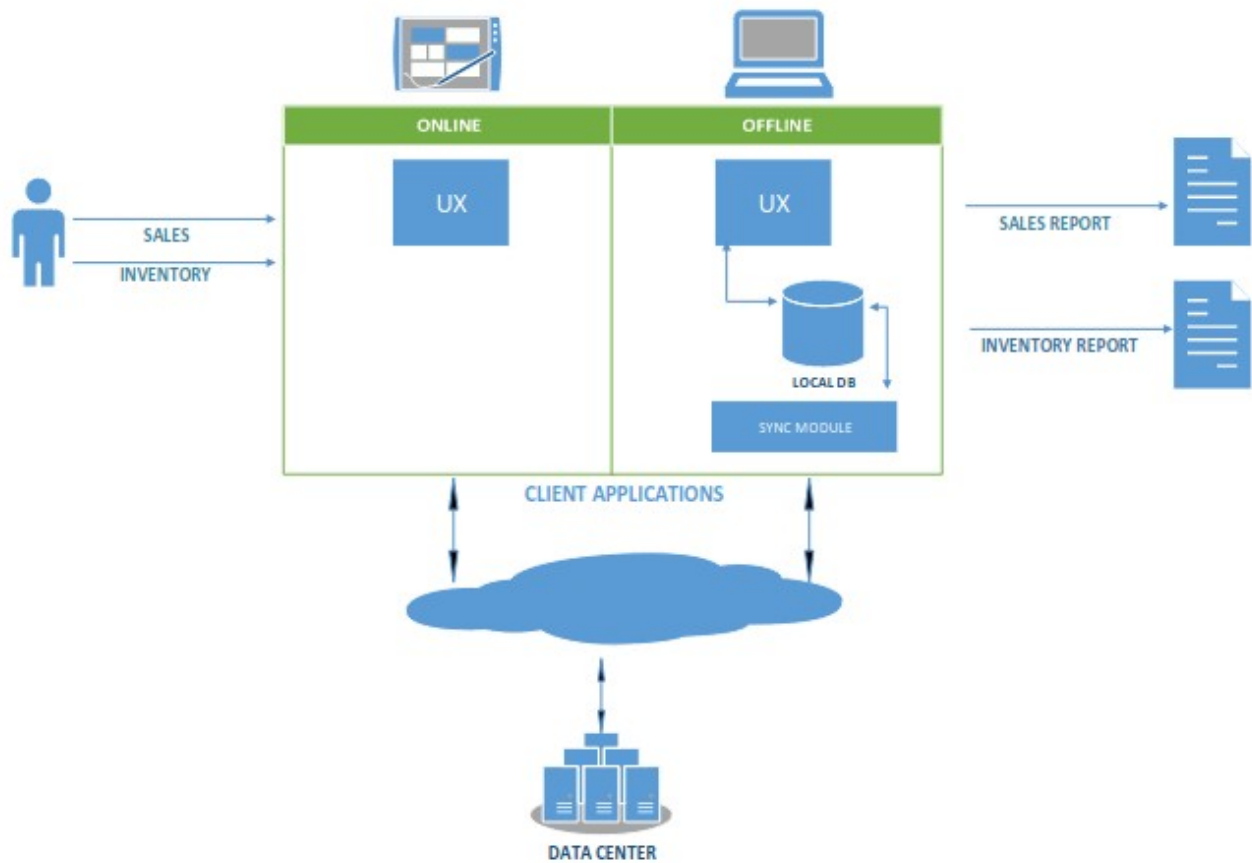 ONLINE
OFFLINE
UX
UX
SALES
INVENTORY
SALES REPORT
INVENTORY REPORT
LOCAL DB
SYNC MODULE
CLIENT APPLICATIONS
DATA CENTER